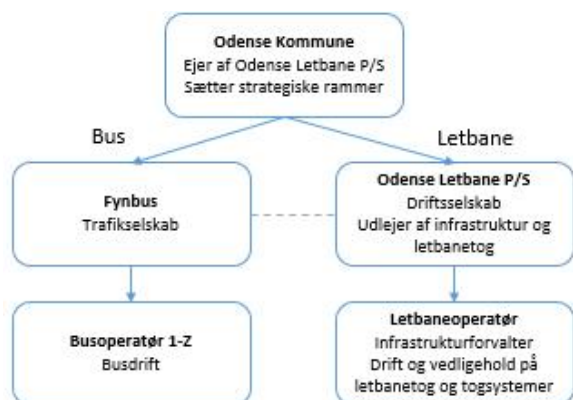 Odense Kommune
Ejer af Odense Letbane P/S
Sætter strategiske rammer
Bus
Letbane
Fynbus
Trafikselskab
Odense Letbane P/S
Driftsselskab
Udlejer af infrastruktur og
letbanetog
Busoperatør 1-Z
Busdrift
Letbaneoperatør
Infrastrukturforvalter
Drift og vedligehold på
letbanetog og togsystemer